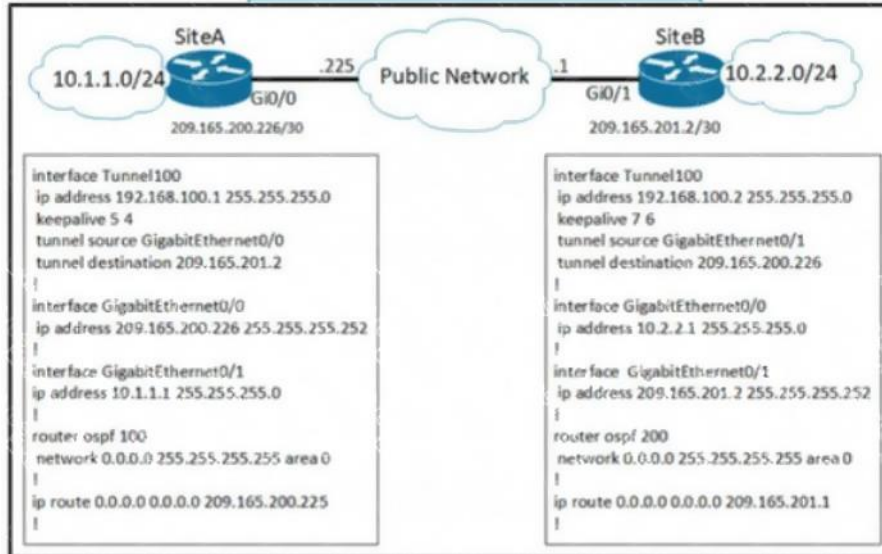 SiteA
SiteB
10.1.1.0/24
.225
Public Network
.1
10.2.2.0/24
Gi0/0
Gi0/1
209.165.200.226/30
209.165.201.2/30
interface Tunnel100
ip address 192.168.100.1 255.255.255.0
keepalive 5 4
tunnel source GigabitEthernet0/0
tunnel destination 209.165.201.2
!
interface GigabitEthernet0/0
ip address 209.165.200.226 255.255.255.252
!
interface GigabitEthernet0/1
ip address 10.1.1.1 255.255.255.0
!
router ospf 100
network 0.0.0.0 255.255.255.255 area 0
!
ip route 0.0.0.0 0.0.0.0 209.165.200.225
!
interface Tunnel100
ip address 192.168.100.2 255.255.255.0
keepalive 7 6
tunnel source GigabitEthernet0/1
tunnel destination 209.165.200.226
!
interface GigabitEthernet0/0
ip address 10.2.2.1 255.255.255.0
!
interface GigabitEthernet0/1
ip address 209.165.201.2 255.255.255.252
!
router ospf 200
network 0.0.0.0 255.255.255.255 area 0
!
ip route 0.0.0.0 0.0.0.0 209.165.201.1
!